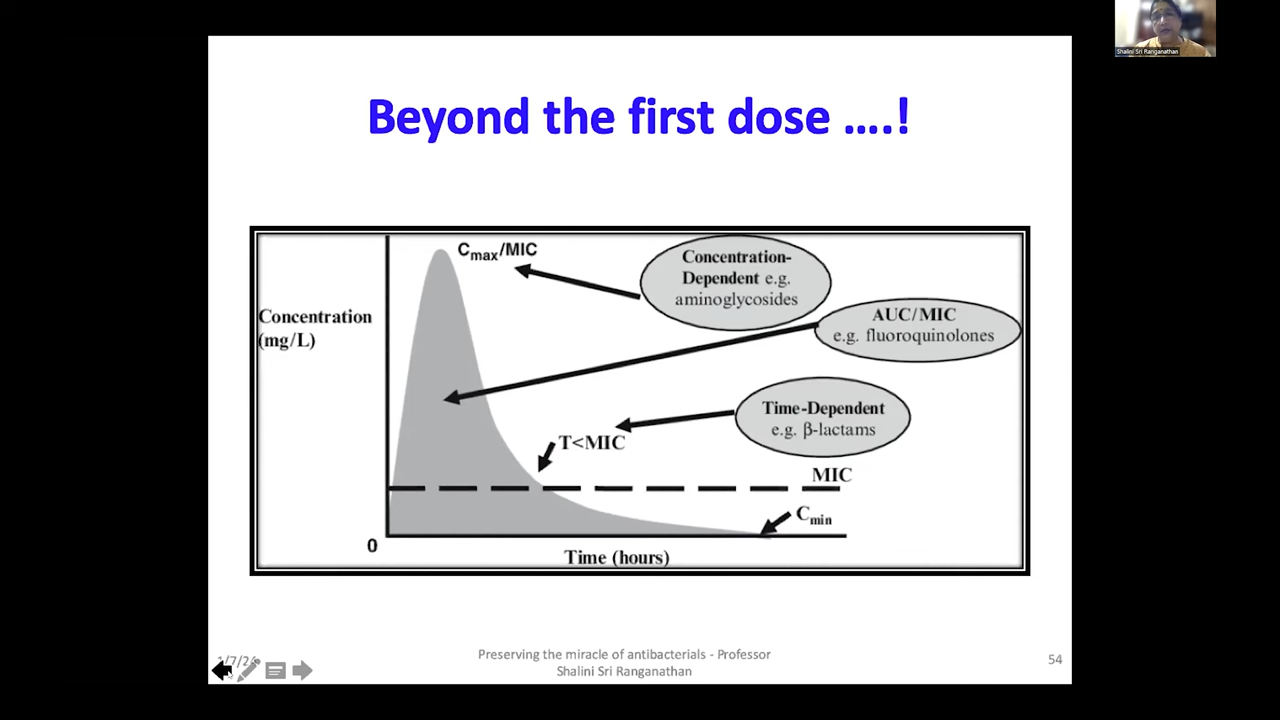 Shalini Sri Ranganathan
Beyond the first dose ….!
Cmax/MIC
Concentration-
Dependent e.g.
aminoglycosides
Concentration
(mg/L)
AUC/MIC
e.g. fluoroquinolones
Time-Dependent
e.g. β-lactams
T<MIC
MIC
Cmin
0
Time (hours)
Preserving the miracle of antibacterials - Professor
Shalini Sri Ranganathan
54